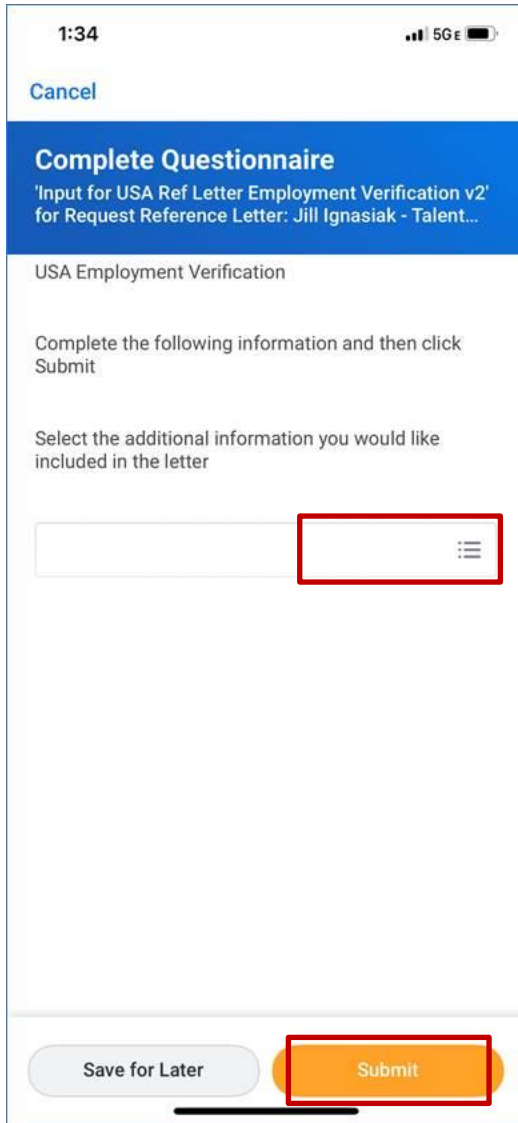 1:34
5G E
Cancel
Complete Questionnaire
'Input for USA Ref Letter Employment Verification v2'
for Request Reference Letter: Jill Ignasiak - Talent...
USA Employment Verification
Complete the following information and then click
Submit
Select the additional information you would like
included in the letter
Save for Later
Submit